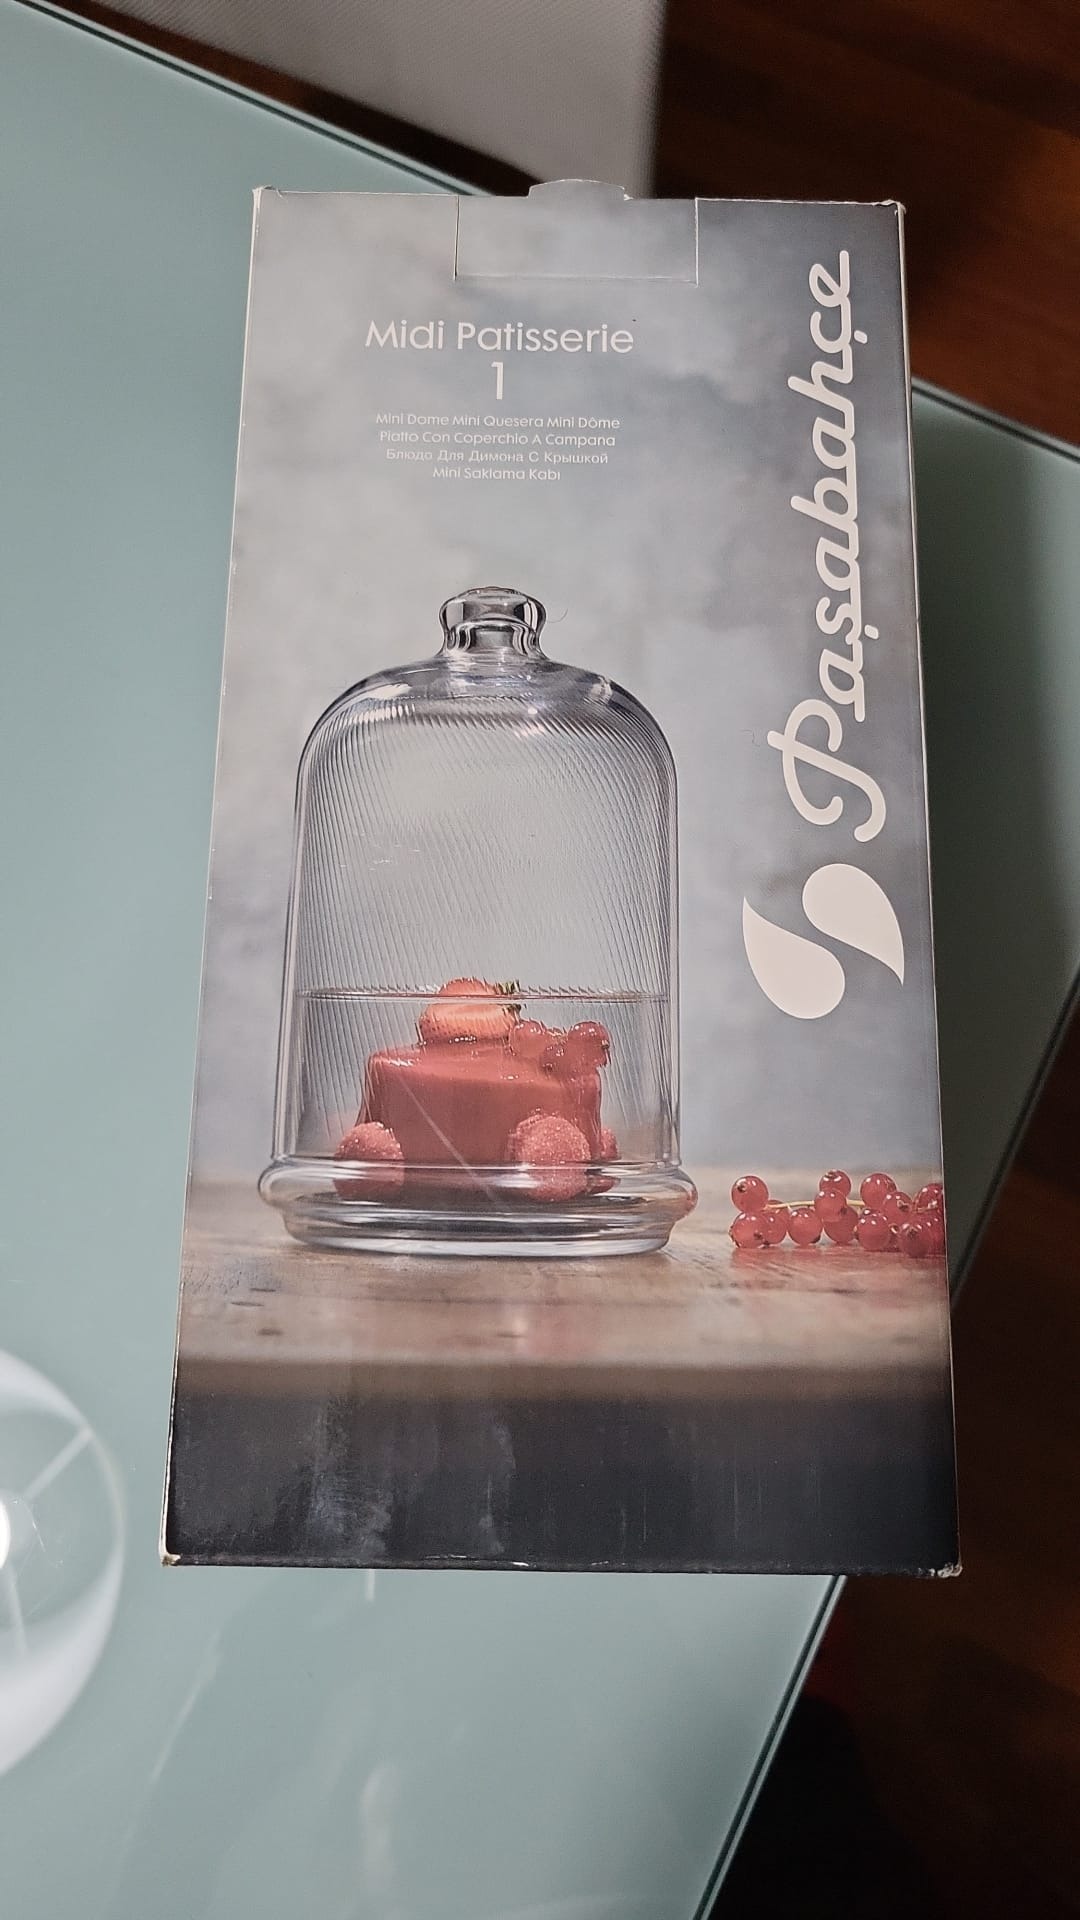 Midi Patisserie
1
Mini Dome Mini Quesera Mini Dôme
Piatto Con Coperchio A Campana
Блюдо Для Димона С Крышкой
Mini Saklama Kabı
Paşabahçe